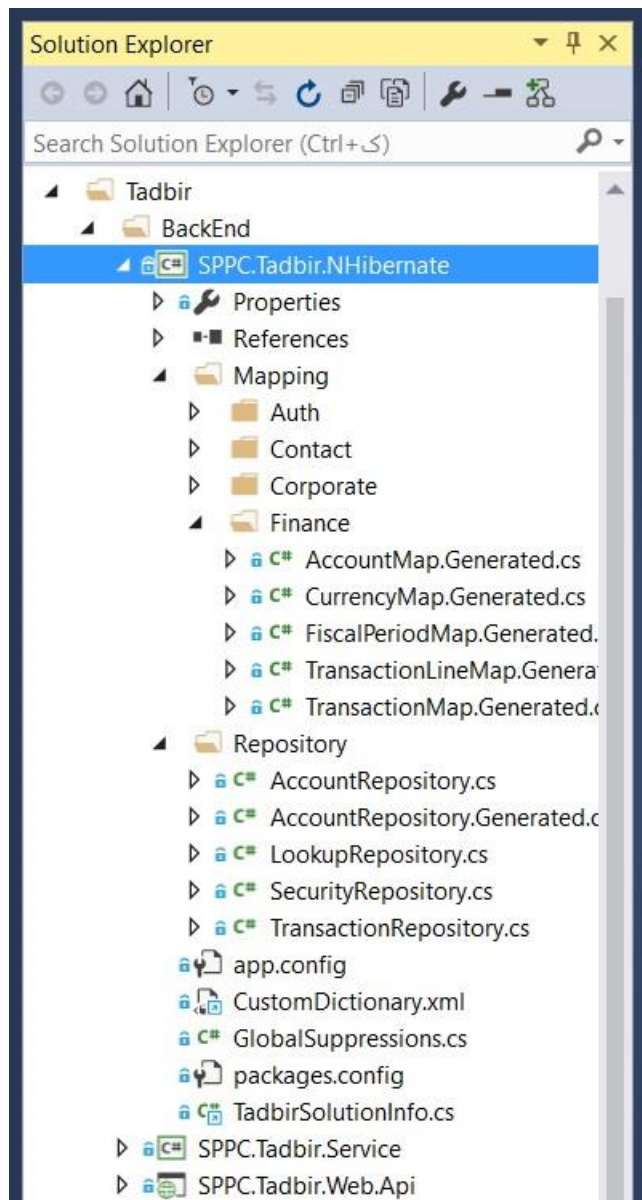 Solution Explorer
Search Solution Explorer (Ctrl+ک)
Tadbir
BackEnd
C# SPPC.Tadbir.NHibernate
Properties
References
Mapping
Auth
Contact
Corporate
Finance
C# AccountMap.Generated.cs
C# CurrencyMap.Generated.cs
C# FiscalPeriodMap.Generated.
C# TransactionLineMap.Genera
C# TransactionMap.Generated.c
Repository
C# AccountRepository.cs
C# AccountRepository.Generated.c
C# LookupRepository.cs
C# SecurityRepository.cs
C# TransactionRepository.cs
app.config
CustomDictionary.xml
C# GlobalSuppressions.cs
packages.config
C# TadbirSolutionInfo.cs
C# SPPC.Tadbir.Service
SPPC.Tadbir.Web.Api